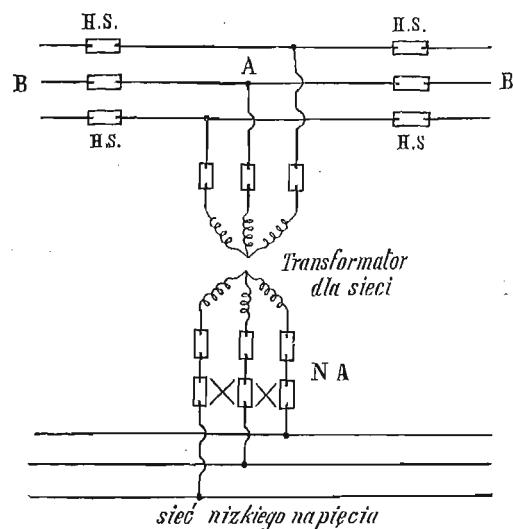 H.S. H.S.
A
B B
H.S. H.S
Transformator
dla sieci
N A
sieć nizkiego napięcia